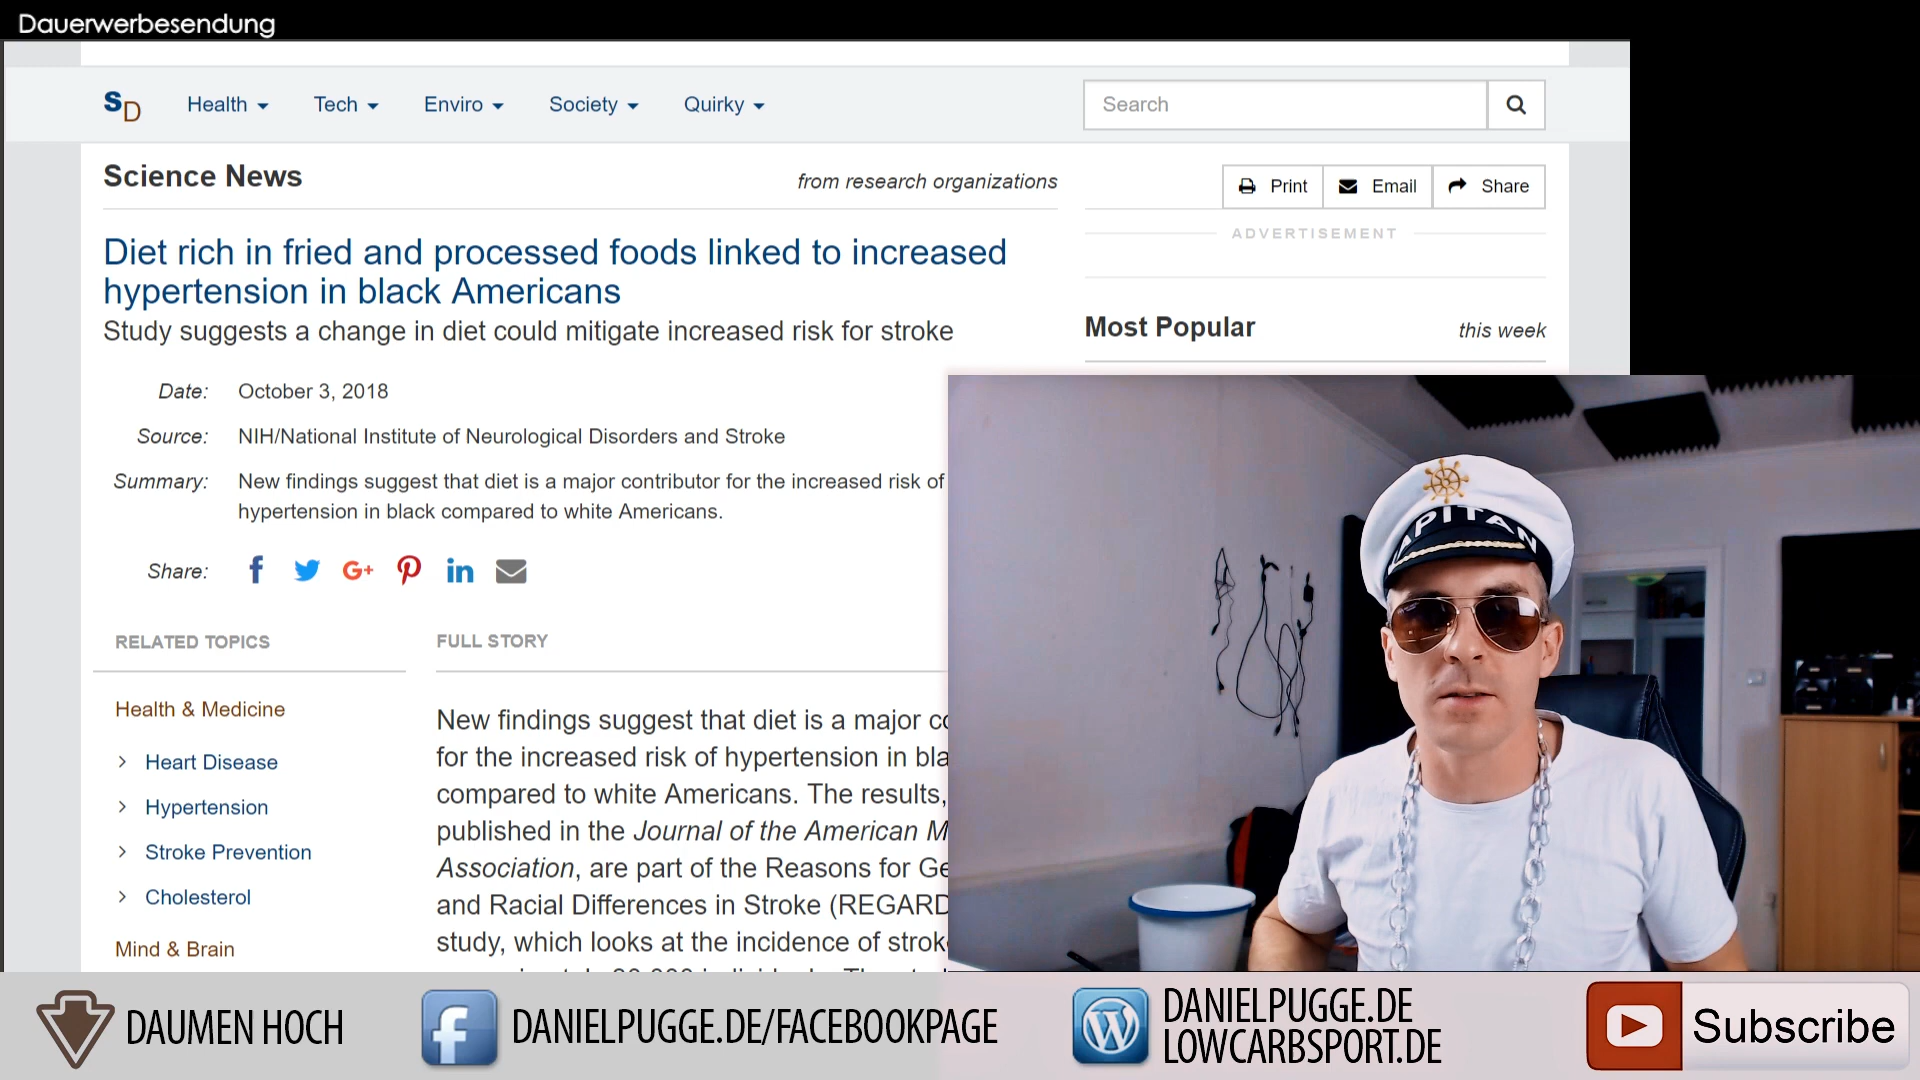 Dauerwerbesendung
SD Health Tech Enviro Society Quirky Search
Science News from research organizations
Print Email Share
ADVERTISEMENT
Diet rich in fried and processed foods linked to increased
hypertension in black Americans
Study suggests a change in diet could mitigate increased risk for stroke
Most Popular this week
Date: October 3, 2018
Source: NIH/National Institute of Neurological Disorders and Stroke
Summary: New findings suggest that diet is a major contributor for the increased risk of
hypertension in black compared to white Americans.
Share: f G+ in
RELATED TOPICS
Health & Medicine
> Heart Disease
> Hypertension
> Stroke Prevention
> Cholesterol
Mind & Brain
FULL STORY
New findings suggest that diet is a major co
for the increased risk of hypertension in bla
compared to white Americans. The results,
published in the Journal of the American M
Association, are part of the Reasons for Ge
and Racial Differences in Stroke (REGARD
study, which looks at the incidence of strok
APITAN
DAUMEN HOCH
f DANIELPUGGE.DE/FACEBOOKPAGE
DANIELPUGGE.DE
LOWCARBSPORT.DE
Subscribe